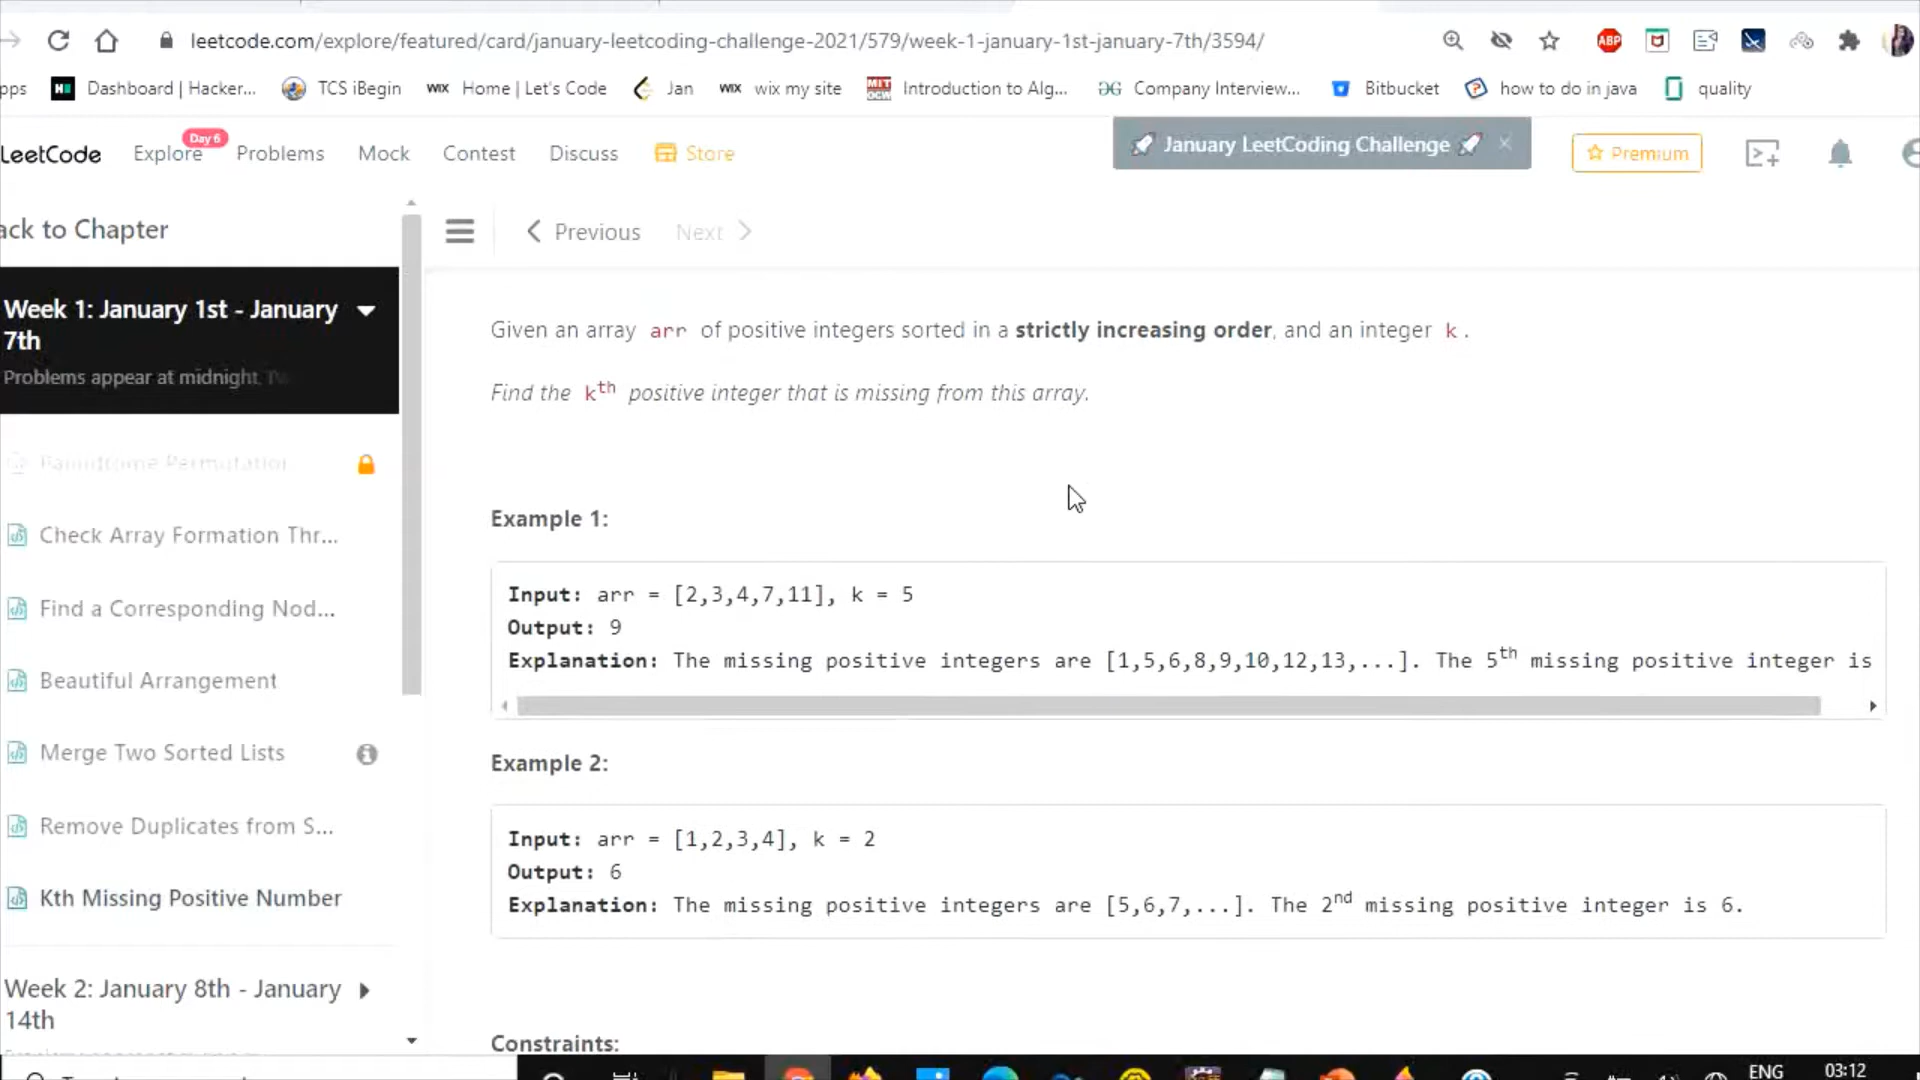 leetcode.com/explore/featured/card/january-leetcoding-challenge-2021/579/week-1-january-1st-january-7th/3594/
ABP
pps Dashboard | Hacker... TCS iBegin WIX Home | Let's Code Jan WIX wix my site MIT OCW Introduction to Alg... Company Interview... Bitbucket how to do in java quality
LeetCode Explore Day 6 Problems Mock Contest Discuss Store January LeetCoding Challenge × Premium
ack to Chapter
Previous Next
Week 1: January 1st - January
7th
Problems appear at midnight
Palindrome Permutation
Check Array Formation Thr...
Find a Corresponding Nod...
Beautiful Arrangement
Merge Two Sorted Lists
Remove Duplicates from S...
Kth Missing Positive Number
Week 2: January 8th - January
14th
Given an array arr of positive integers sorted in a strictly increasing order, and an integer k.
Find the kth positive integer that is missing from this array.
Example 1:
Input: arr = [2,3,4,7,11], k = 5
Output: 9
Explanation: The missing positive integers are [1,5,6,8,9,10,12,13,...]. The 5th missing positive integer is
Example 2:
Input: arr = [1,2,3,4], k = 2
Output: 6
Explanation: The missing positive integers are [5,6,7,...]. The 2nd missing positive integer is 6.
Constraints:
ENG 03:12